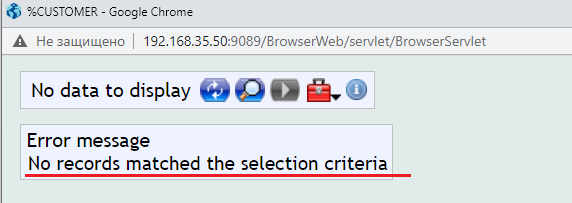 %CUSTOMER - Google Chrome
Не защищено 192.168.35.50:9089/BrowserWeb/servlet/BrowserServlet
No data to display
Error message
No records matched the selection criteria